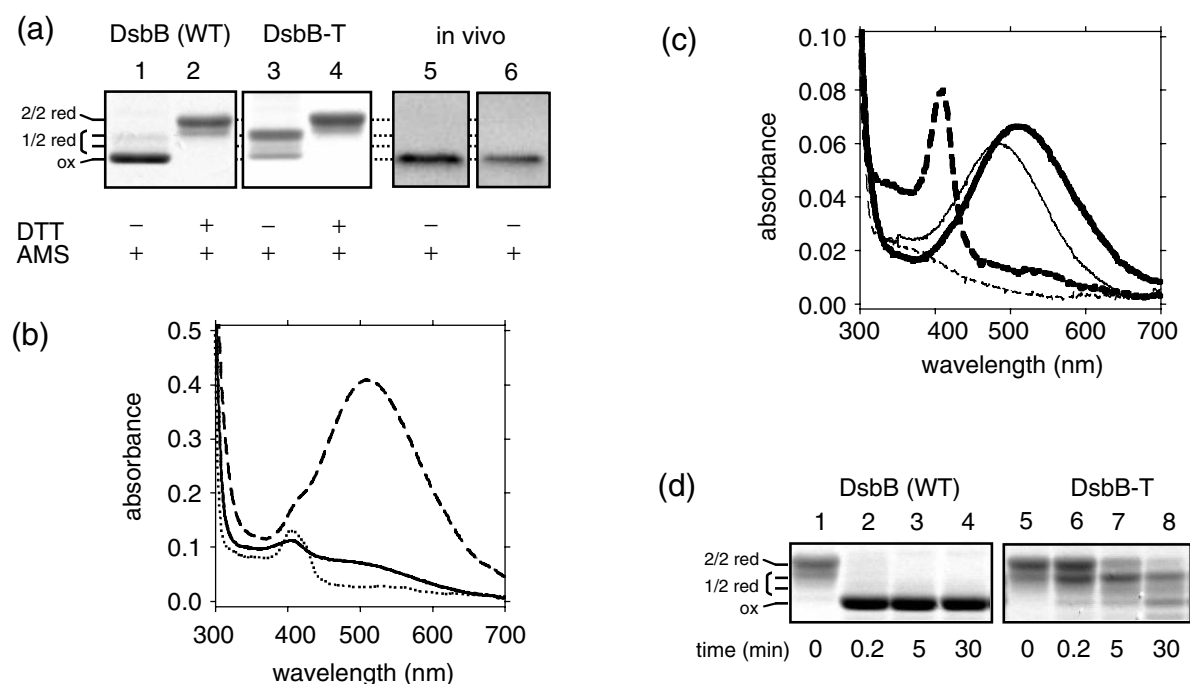 (a)
DsbB (WT) DsbB-T in vivo
1 2 3 4 5 6
2/2 red
1/2 red
ox
DTT − + − + − −
AMS + + + + + +
(b)
0.5
0.4
0.3
0.2
0.1
0.0
absorbance
300 400 500 600 700
wavelength (nm)
(c)
0.10
0.08
0.06
0.04
0.02
0.00
absorbance
300 400 500 600 700
wavelength (nm)
(d)
DsbB (WT) DsbB-T
1 2 3 4 5 6 7 8
2/2 red
1/2 red
ox
time (min) 0 0.2 5 30 0 0.2 5 30